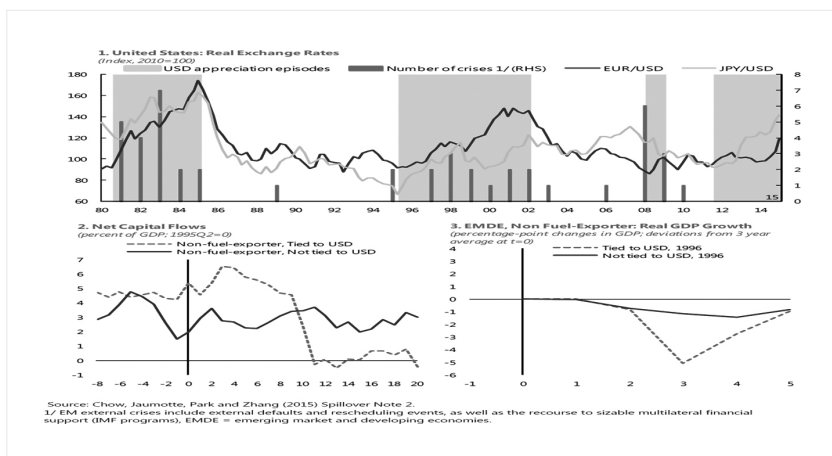 1. United States: Real Exchange Rates
(Index, 2010=100)
USD appreciation episodes
Number of crises 1/ (RHS)
EUR/USD
JPY/USD
180
160
140
120
100
80
60
8
7
6
5
4
3
2
1
0
15
80 82 84 86 88 90 92 94 96 98 00 02 04 06 08 10 12 14
2. Net Capital Flows
(percent of GDP; 1995Q2=0)
Non-fuel-exporter, Tied to USD
Non-fuel-exporter, Not tied to USD
7
6
5
4
3
2
1
0
-1
-8 -6 -4 -2 0 2 4 6 8 10 12 14 16 18 20
3. EMDE, Non Fuel-Exporter: Real GDP Growth
(percentage-point changes in GDP; deviations from 3 year
average at t=0)
Tied to USD, 1996
Not tied to USD, 1996
4
3
2
1
0
-1
-2
-3
-4
-5
-6
-1 0 1 2 3 4 5
Source: Chow, Jaumotte, Park and Zhang (2015) Spillover Note 2.
1/ EM external crises include external defaults and rescheduling events, as well as the recourse to sizable multilateral financial
support (IMF programs), EMDE = emerging market and developing economies.